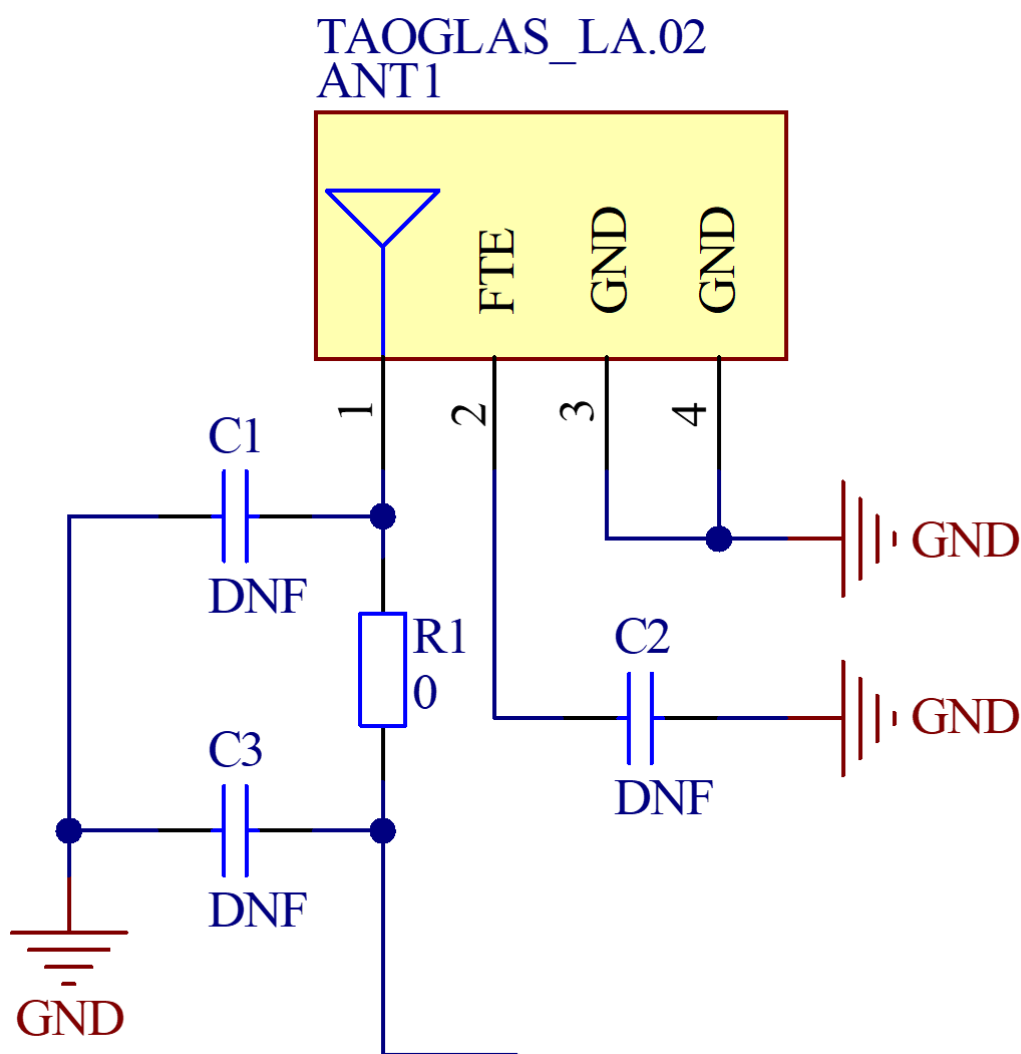 TAOGLAS_LA.02
ANT1
FTE
GND
GND
1
2
3
4
C1
DNF
GND
R1
0
C2
DNF
GND
C3
DNF
GND